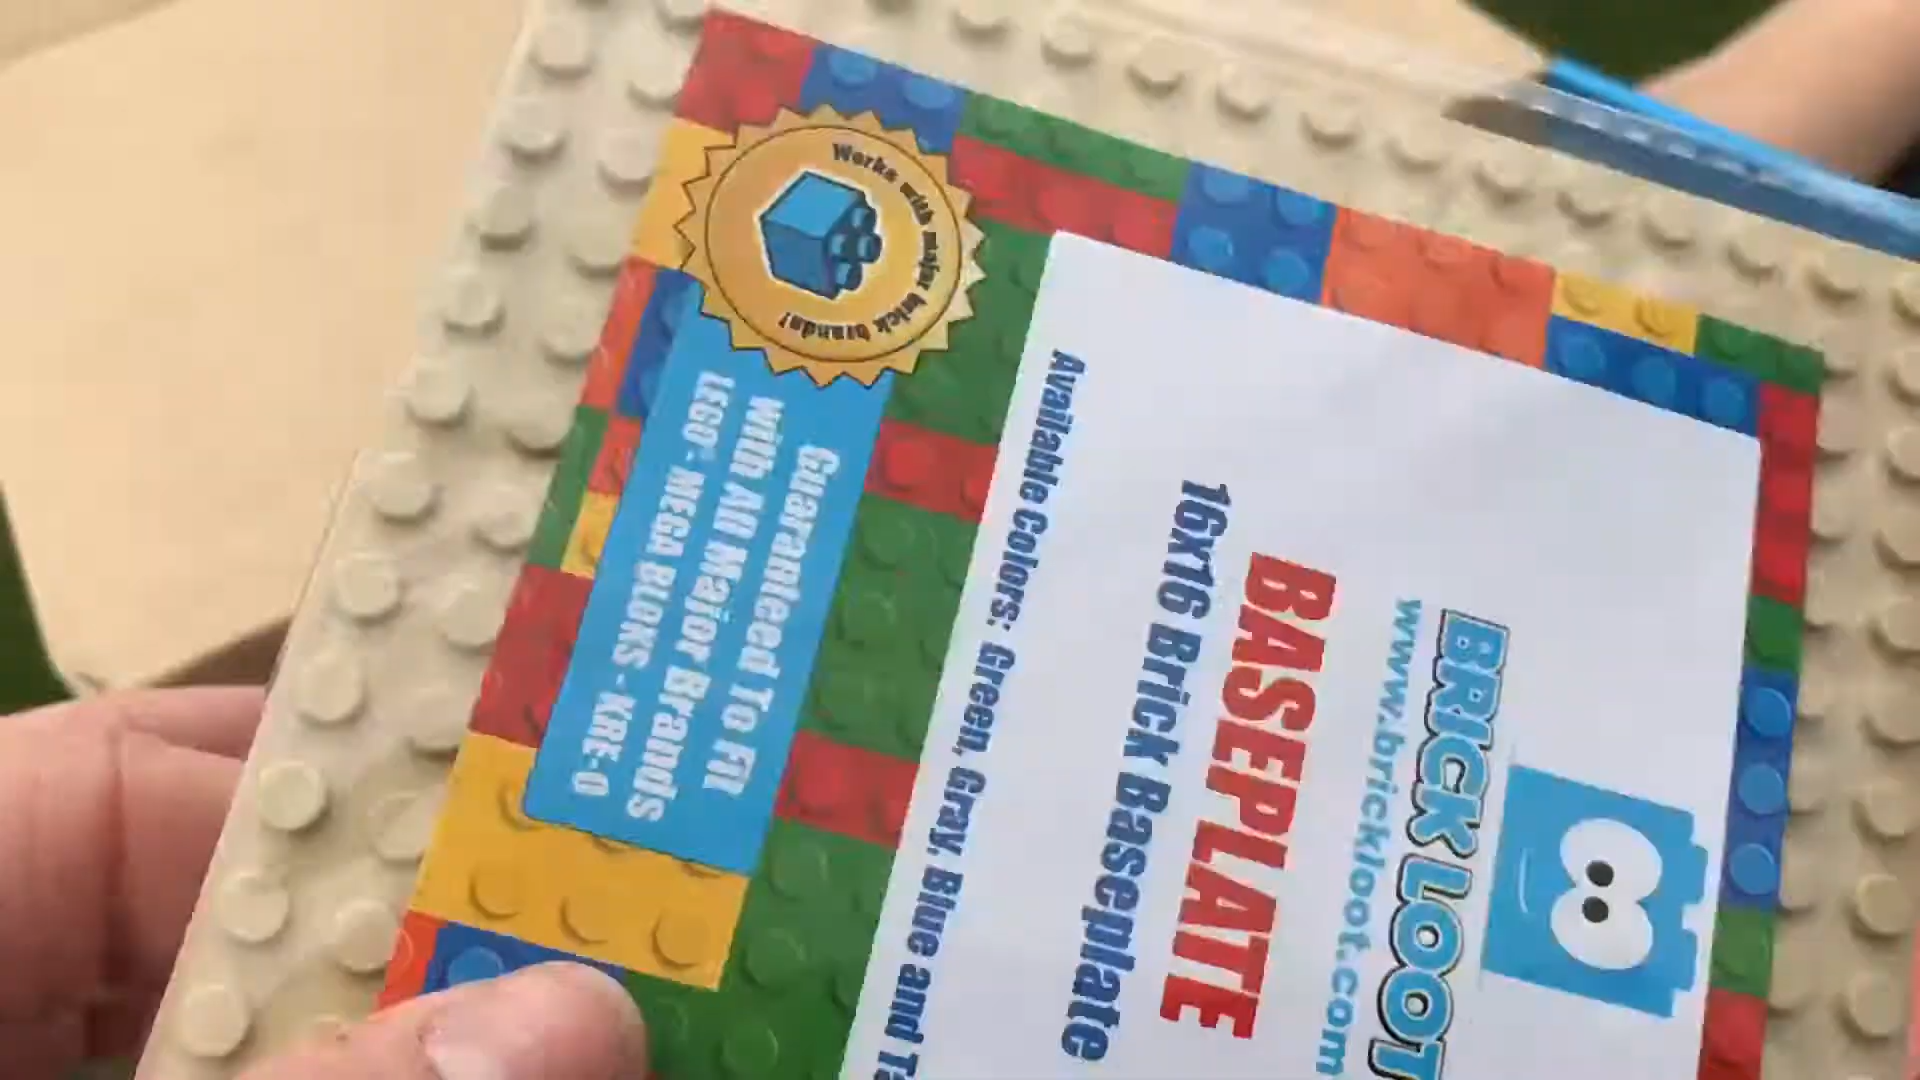 BRICK LOOT
www.brickloot.com
BASEPLATE
16x16 Brick Baseplate
Available Colors: Green, Gray, Blue and Ta
Works with major brick brands!
Guaranteed To Fit
With All Major Brands
LEGO® - MEGA BLOKS - KRE-O